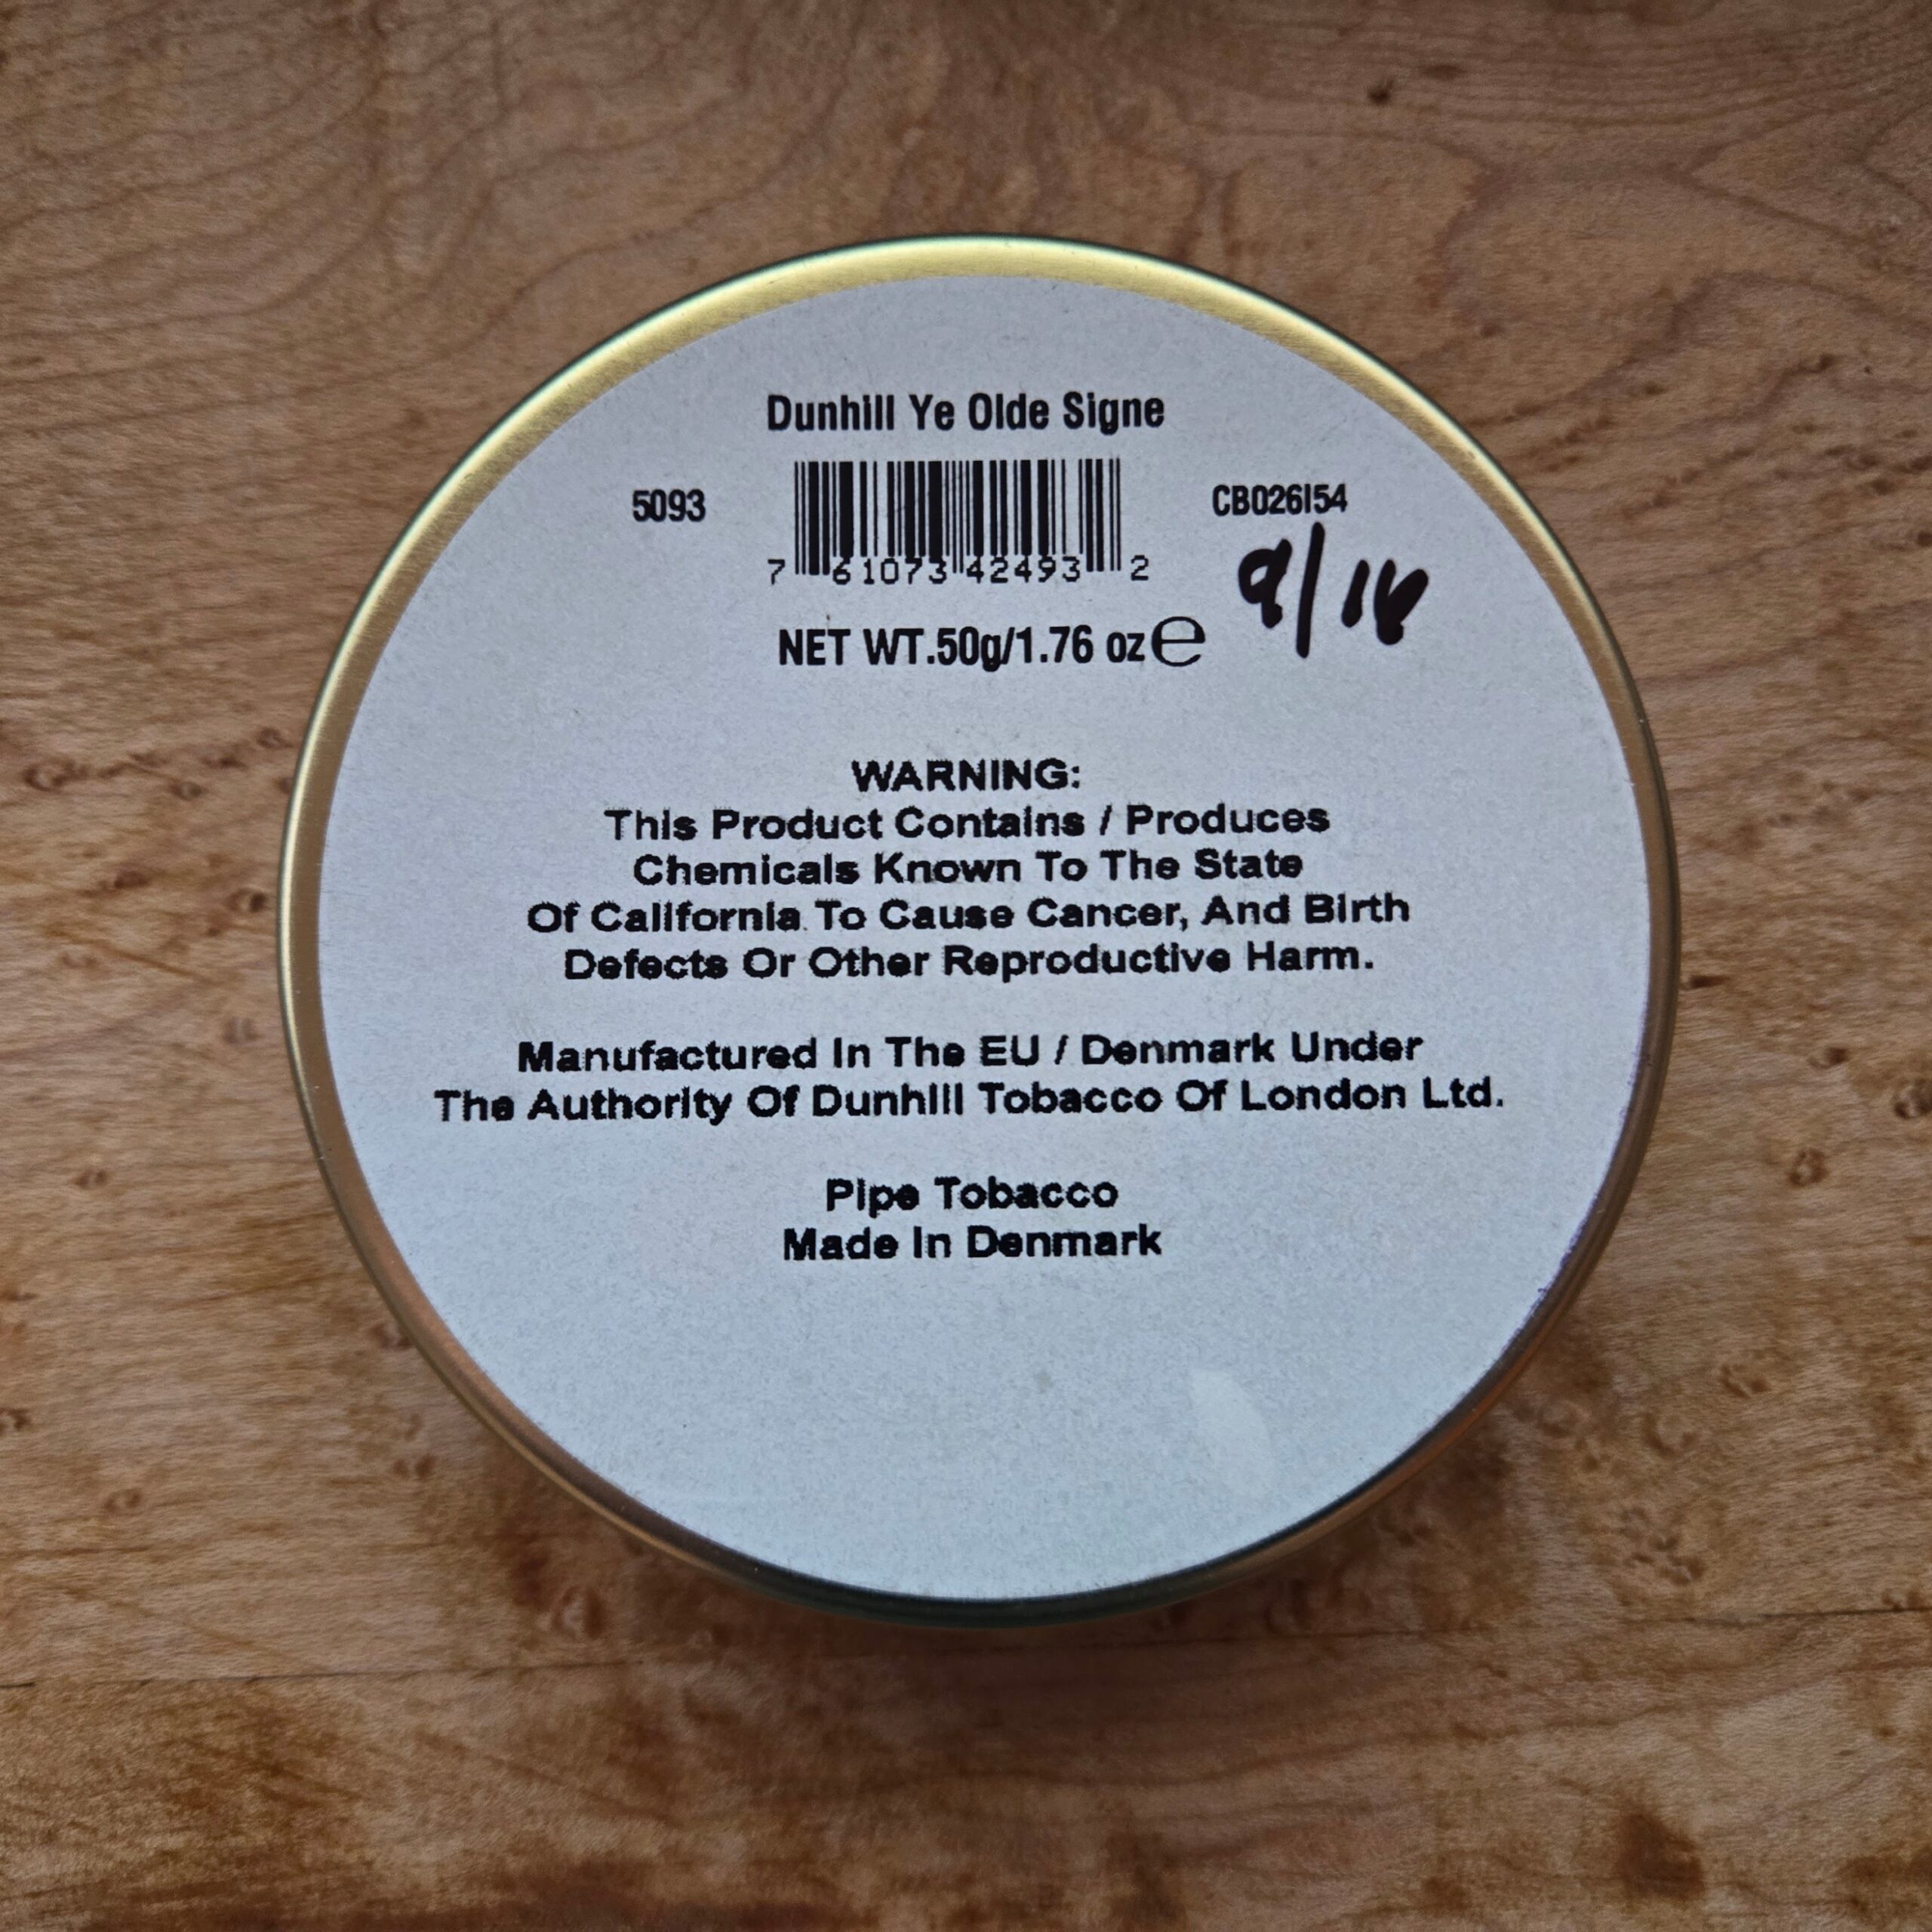 Dunhill Ye Olde Signe
5093
7 61073 42493 2
CB026I54
9/18
NET WT.50g/1.76 oz e
WARNING:
This Product Contains / Produces
Chemicals Known To The State
Of California To Cause Cancer, And Birth
Defects Or Other Reproductive Harm.
Manufactured In The EU / Denmark Under
The Authority Of Dunhill Tobacco Of London Ltd.
Pipe Tobacco
Made In Denmark